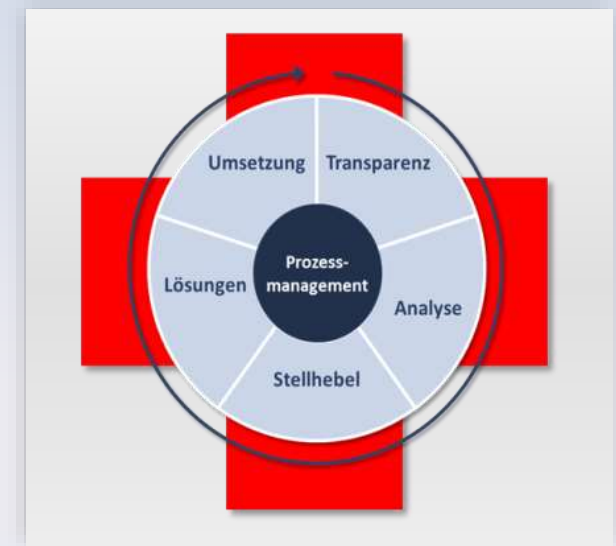 Umsetzung
Transparenz
Prozess-
management
Lösungen
Analyse
Stellhebel